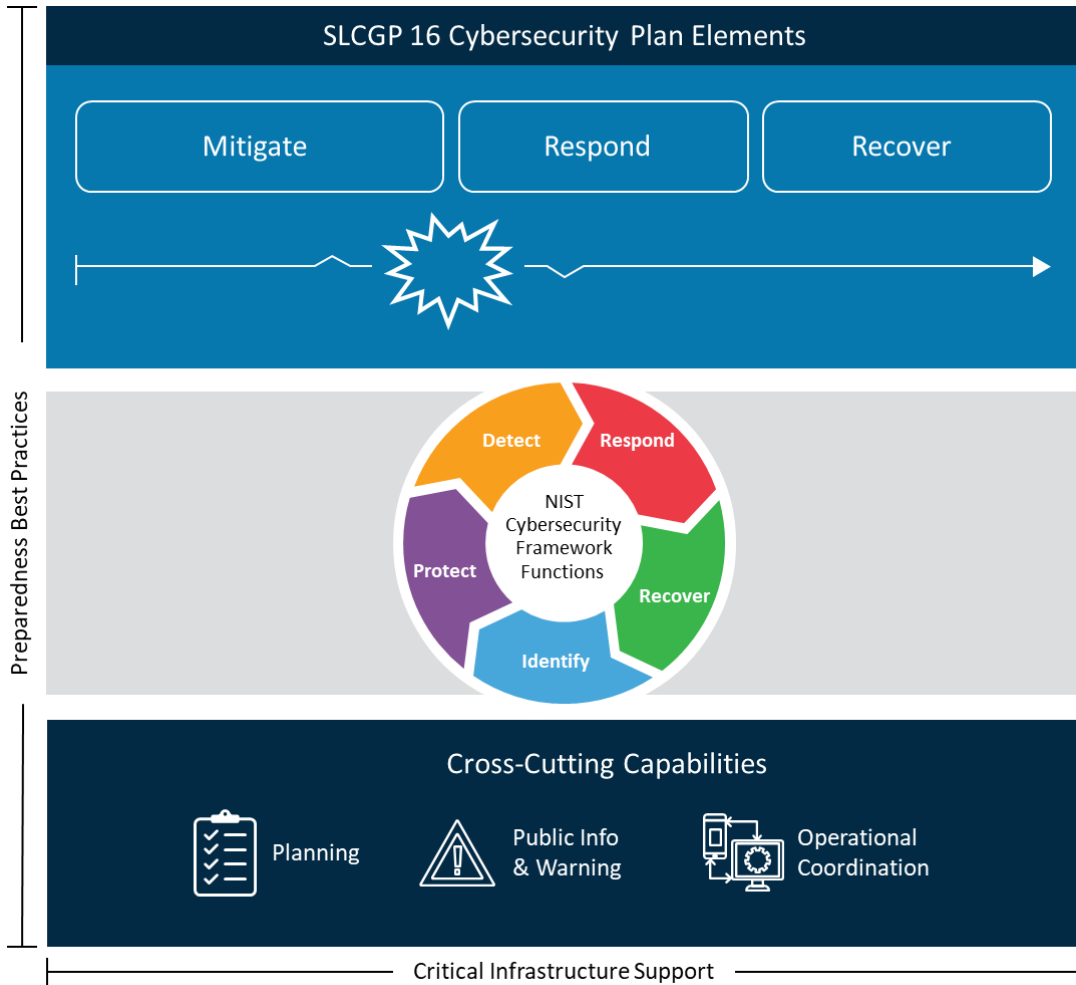 SLCGP 16 Cybersecurity Plan Elements
Mitigate
Respond
Recover
Preparedness Best Practices
Detect
Respond
Protect
NIST
Cybersecurity
Framework
Functions
Recover
Identify
Cross-Cutting Capabilities
Planning
Public Info
& Warning
Operational
Coordination
Critical Infrastructure Support